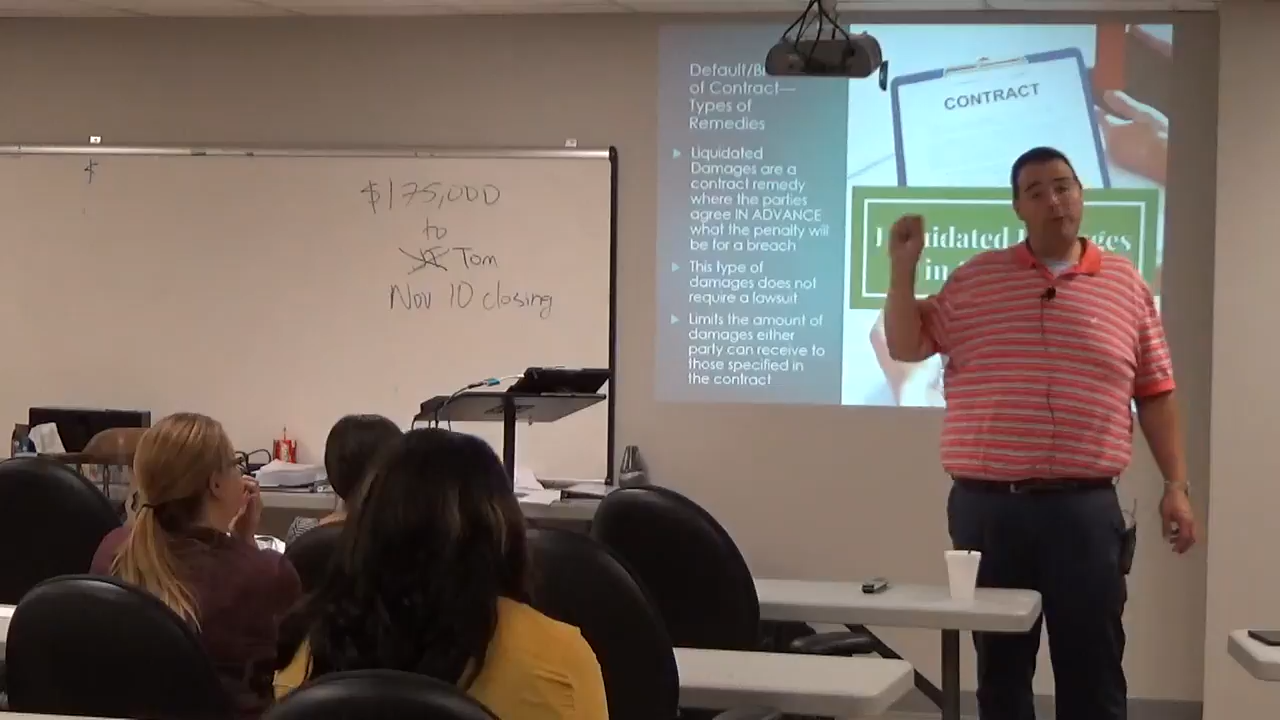 $
$175,000
to
Tom
Nov 10 closing
Default/
of Contract—
Types of
Remedies
Liquidated
Damages are a
contract remedy
where the parties
agree IN ADVANCE
what the penalty will
be for a breach
This type of
damages does not
require a lawsuit
Limits the amount of
damages either
party can receive to
those specified in
the contract
CONTRACT
in